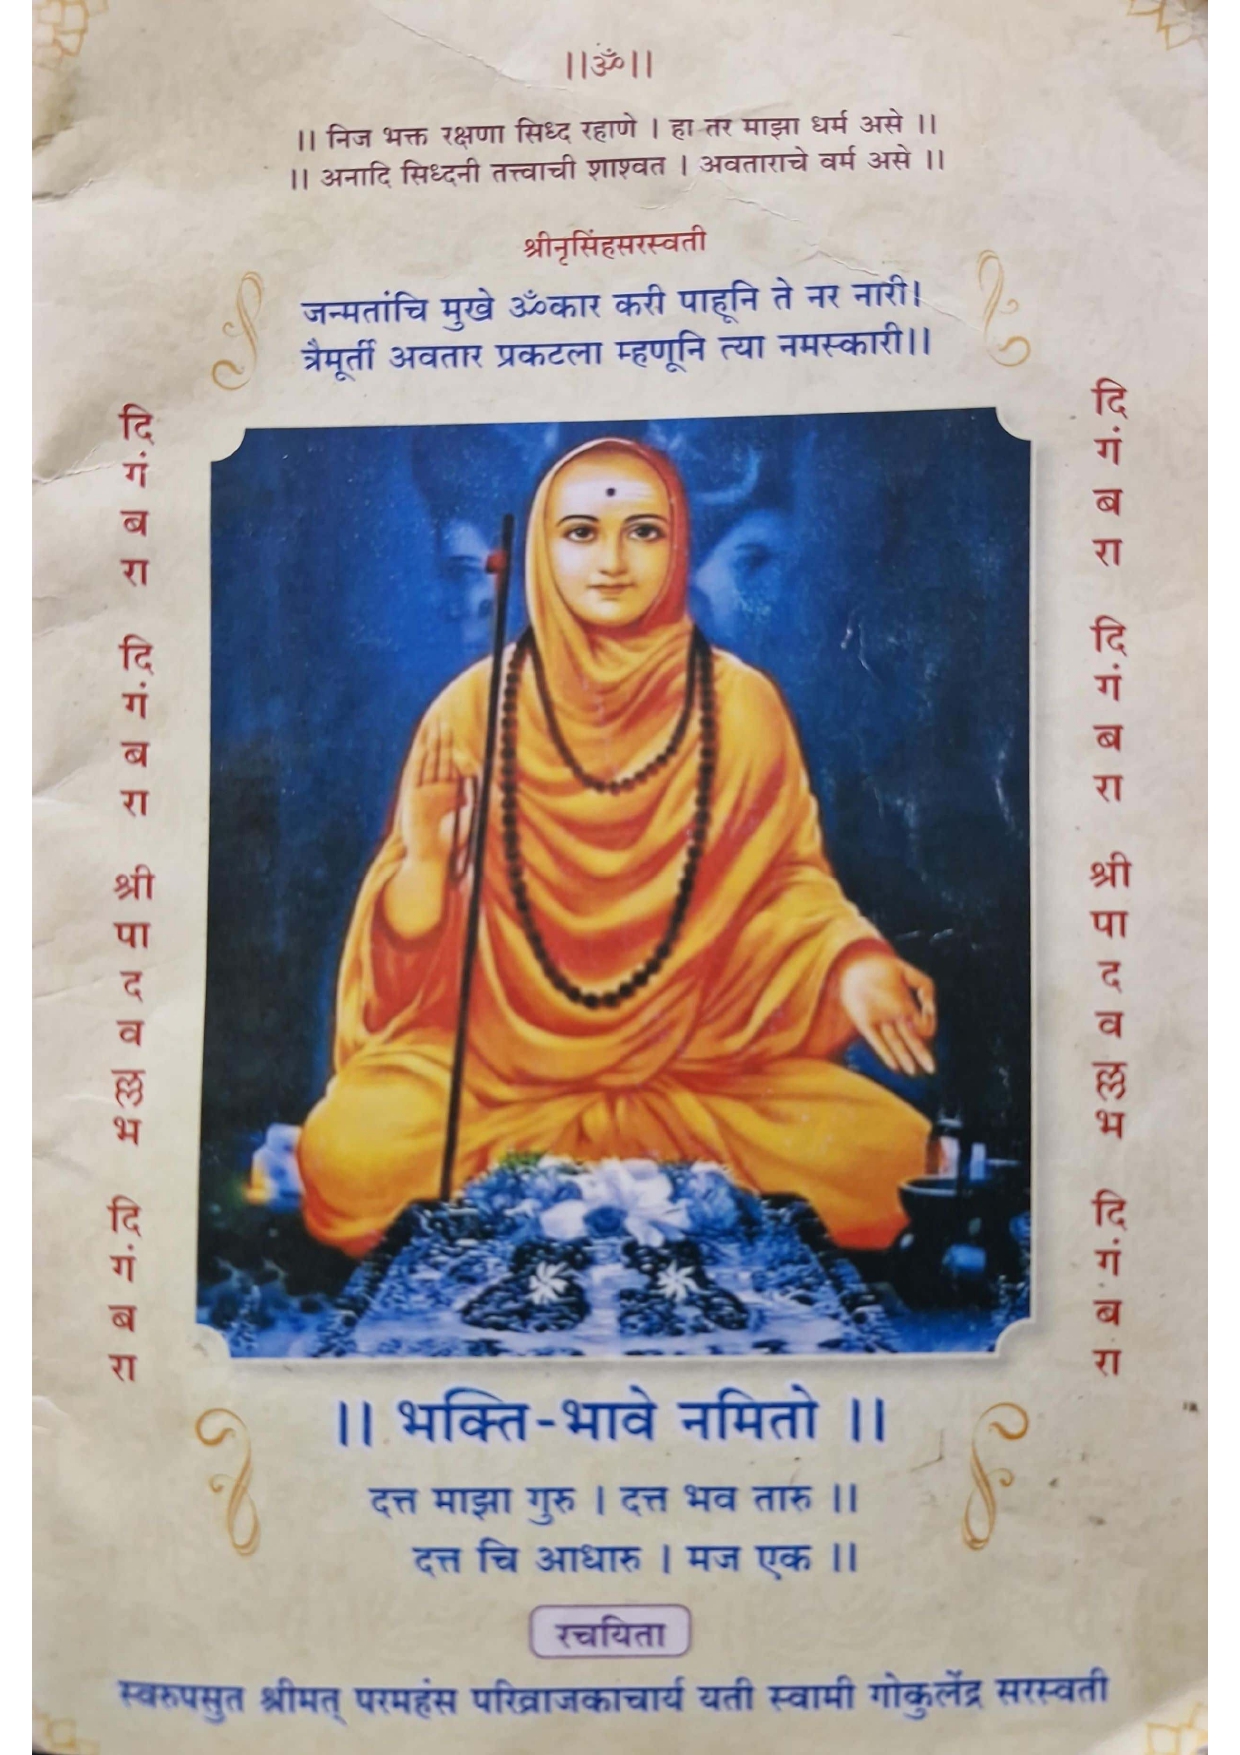 ||ॐ||
।। निज भक्त रक्षणा सिध्द रहाणे । हा तर माझा धर्म असे ।।
।। अनादि सिध्दनी तत्त्वाची शाश्वत । अवताराचे वर्म असे ।।
श्रीनृसिंहसरस्वती
जन्मतांचि मुखे ॐकार करी पाहूनि ते नर नारी।
त्रैमूर्ती अवतार प्रकटला म्हणूनि त्या नमस्कारी।।
दिगंबरा दिगंबरा श्रीपादवल्लभ दिगंबरा
दिगंबरा दिगंबरा श्रीपादवल्लभ दिगंबरा
।। भक्ति-भावे नमितो ।।
दत्त माझा गुरु । दत्त भव तारु ।।
दत्त चि आधारु । मज एक ।।
रचयिता
स्वरुपसुत श्रीमत् परमहंस परिव्राजकाचार्य यती स्वामी गोकुलेंद्र सरस्वती